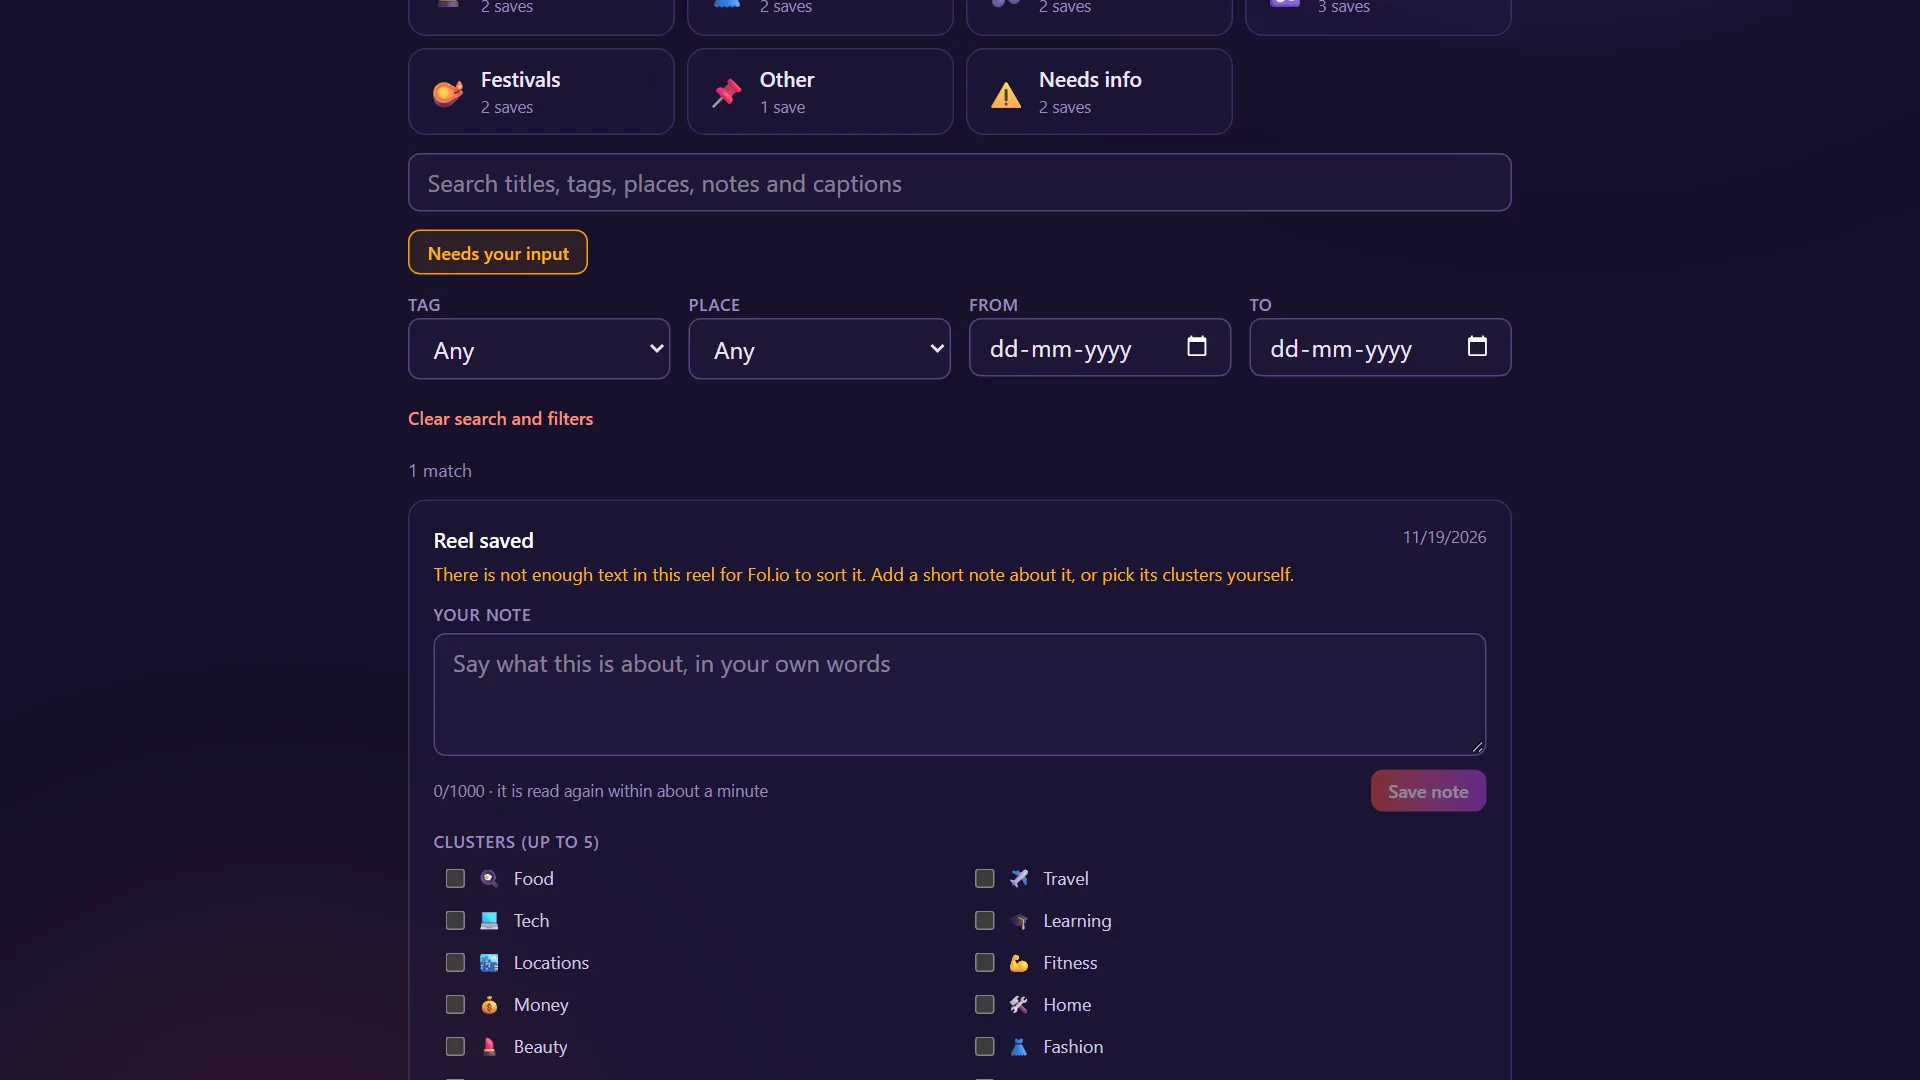 2 saves
2 saves
2 saves
3 saves
Festivals
2 saves
Other
1 save
Needs info
2 saves
Search titles, tags, places, notes and captions
Needs your input
TAG
PLACE
FROM
TO
Any
Any
dd-mm-yyyy
dd-mm-yyyy
Clear search and filters
1 match
Reel saved
11/19/2026
There is not enough text in this reel for Fol.io to sort it. Add a short note about it, or pick its clusters yourself.
YOUR NOTE
Say what this is about, in your own words
0/1000 · it is read again within about a minute
Save note
CLUSTERS (UP TO 5)
Food
Travel
Tech
Learning
Locations
Fitness
Money
Home
Beauty
Fashion